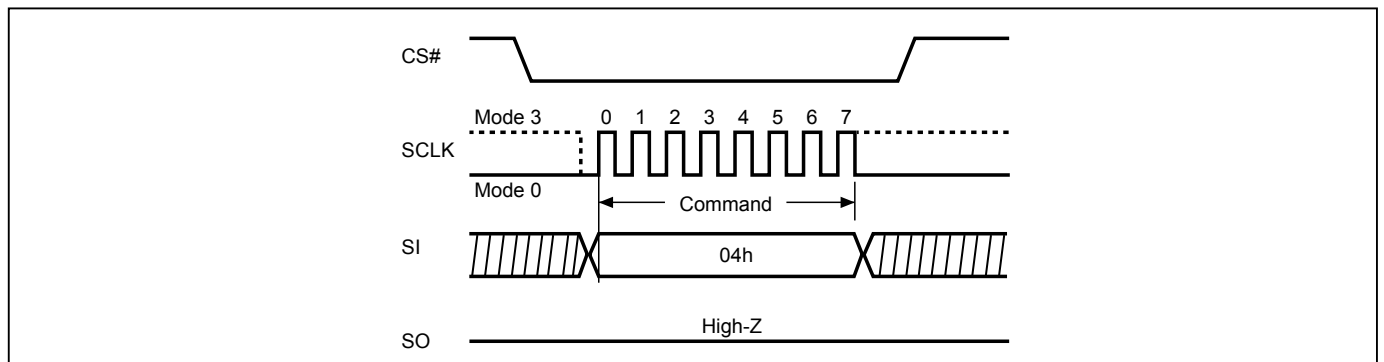 CS#
Mode 3
0 1 2 3 4 5 6 7
SCLK
Mode 0
Command
SI
04h
High-Z
SO